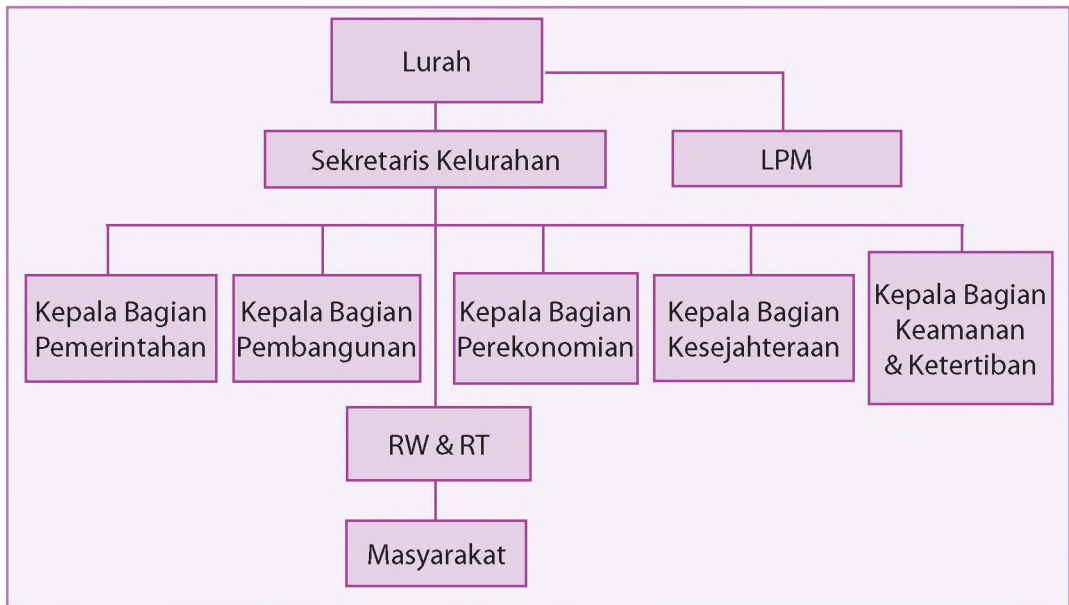 Lurah
Sekretaris Kelurahan
LPM
Kepala Bagian
Pemerintahan
Kepala Bagian
Pembangunan
Kepala Bagian
Perekonomian
Kepala Bagian
Kesejahteraan
Kepala Bagian
Keamanan
& Ketertiban
RW & RT
Masyarakat